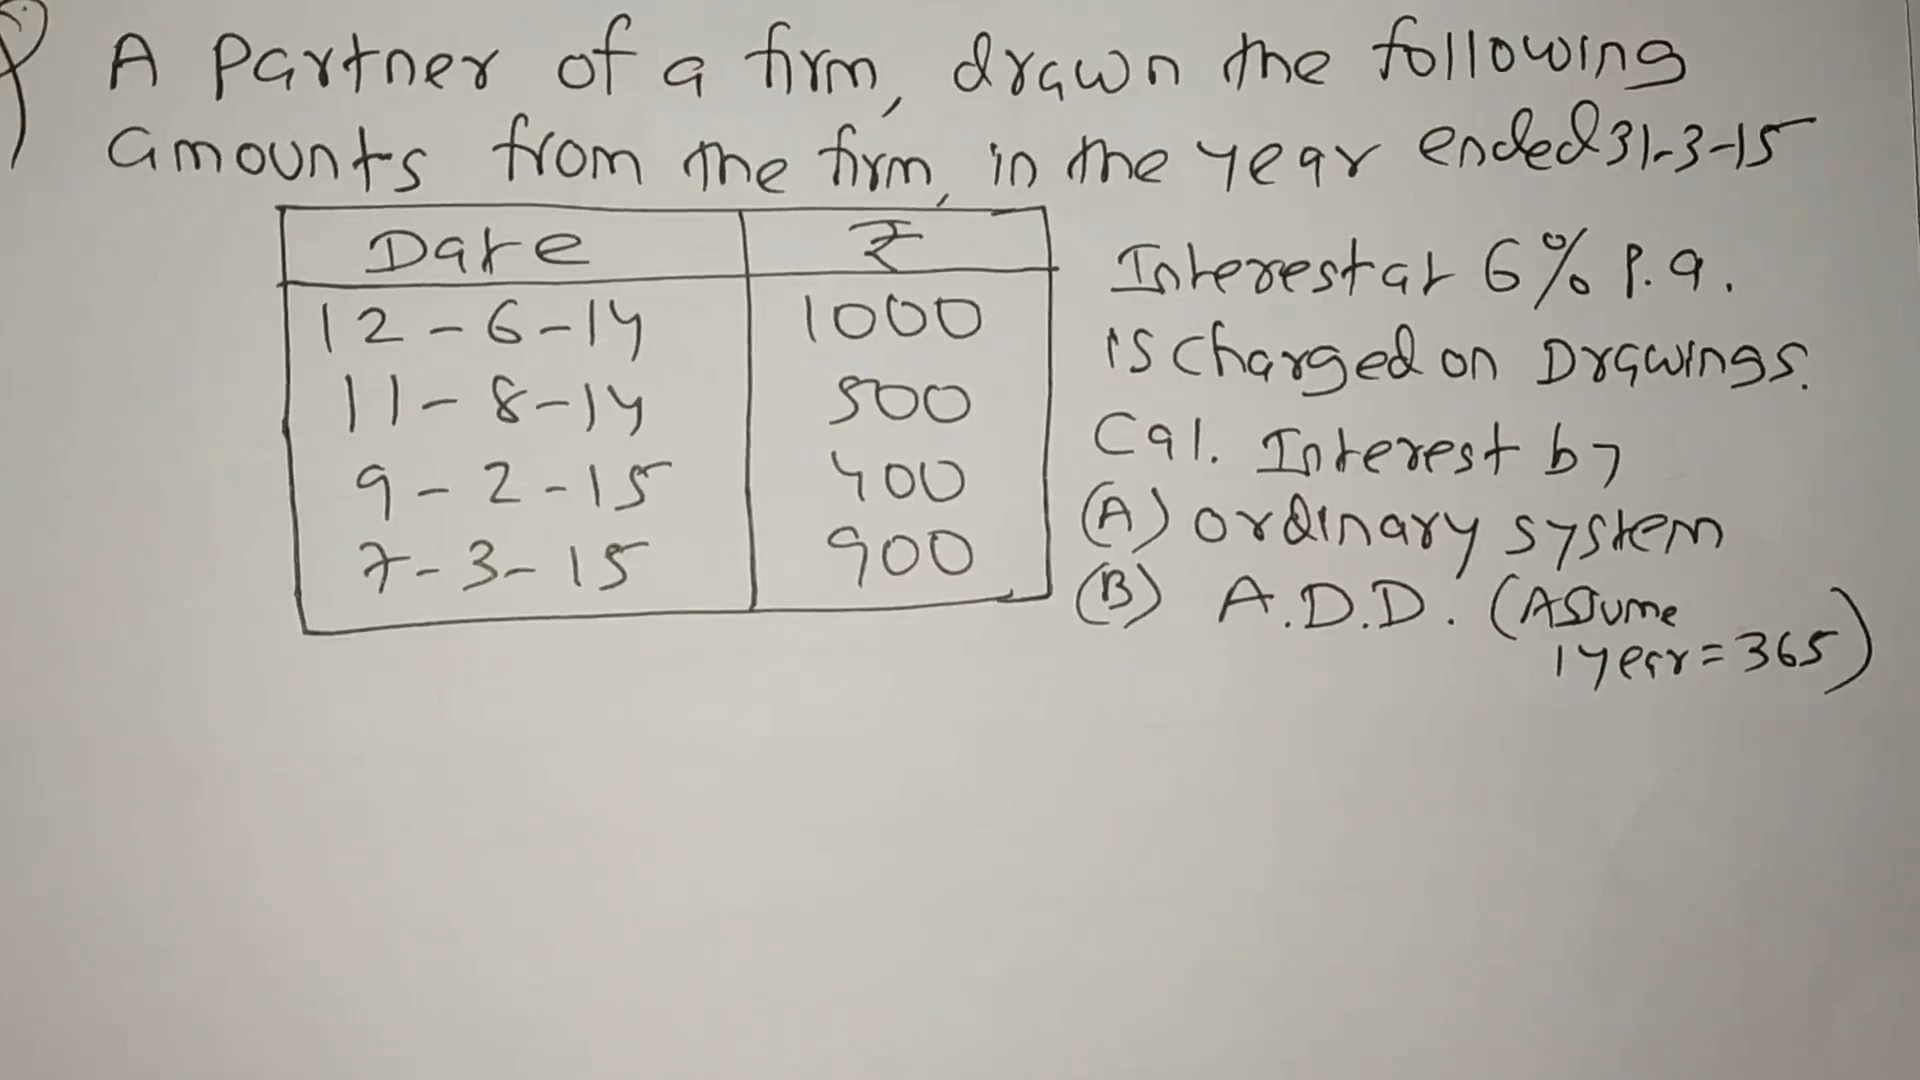 A Partner of a firm, drawn the following
amounts from the firm, in the year ended 31-3-15
Date ₹
12-6-14 1000
11-8-14 500
9-2-15 400
7-3-15 900
Interest at 6% P.a.
is charged on Drawings.
Cal. Interest by
(A) ordinary system
(B) A.D.D. (Assume
1 year = 365)